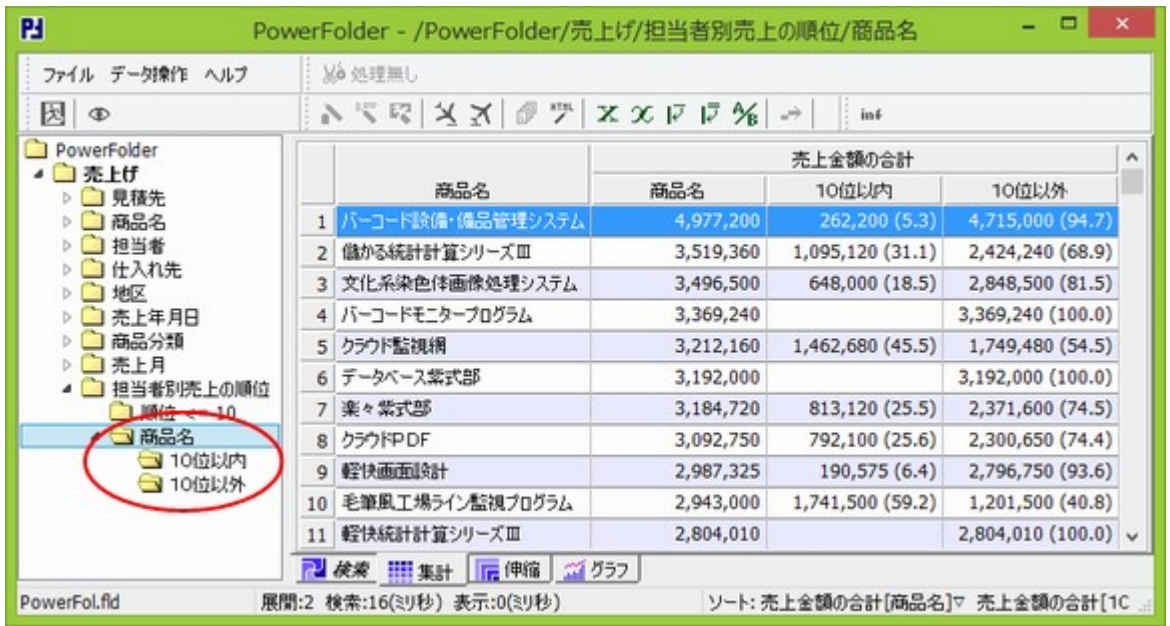 PowerFolder - /PowerFolder/売上げ/担当者別売上の順位/商品名
ファイル データ操作 ヘルプ 処理無し
HTML A/B inf
PowerFolder
売上げ
見積先
商品名
担当者
仕入れ先
地区
売上年月日
商品分類
売上月
担当者別売上の順位
順位 <= 10
商品名
10位以内
10位以外
売上金額の合計
商品名 商品名 10位以内 10位以外
1 バーコード設備・備品管理システム 4,977,200 262,200 (5.3) 4,715,000 (94.7)
2 儲かる統計計算シリーズⅢ 3,519,360 1,095,120 (31.1) 2,424,240 (68.9)
3 文化系染色体画像処理システム 3,496,500 648,000 (18.5) 2,848,500 (81.5)
4 バーコードモニタープログラム 3,369,240 3,369,240 (100.0)
5 クラウド監視網 3,212,160 1,462,680 (45.5) 1,749,480 (54.5)
6 データベース紫式部 3,192,000 3,192,000 (100.0)
7 楽々紫式部 3,184,720 813,120 (25.5) 2,371,600 (74.5)
8 クラウドPDF 3,092,750 792,100 (25.6) 2,300,650 (74.4)
9 軽快画面設計 2,987,325 190,575 (6.4) 2,796,750 (93.6)
10 毛筆風工場ライン監視プログラム 2,943,000 1,741,500 (59.2) 1,201,500 (40.8)
11 軽快統計計算シリーズⅢ 2,804,010 2,804,010 (100.0)
検索 集計 伸縮 グラフ
PowerFol.fld 展開:2 検索:16(ミリ秒) 表示:0(ミリ秒) ソート: 売上金額の合計[商品名]▽ 売上金額の合計[10